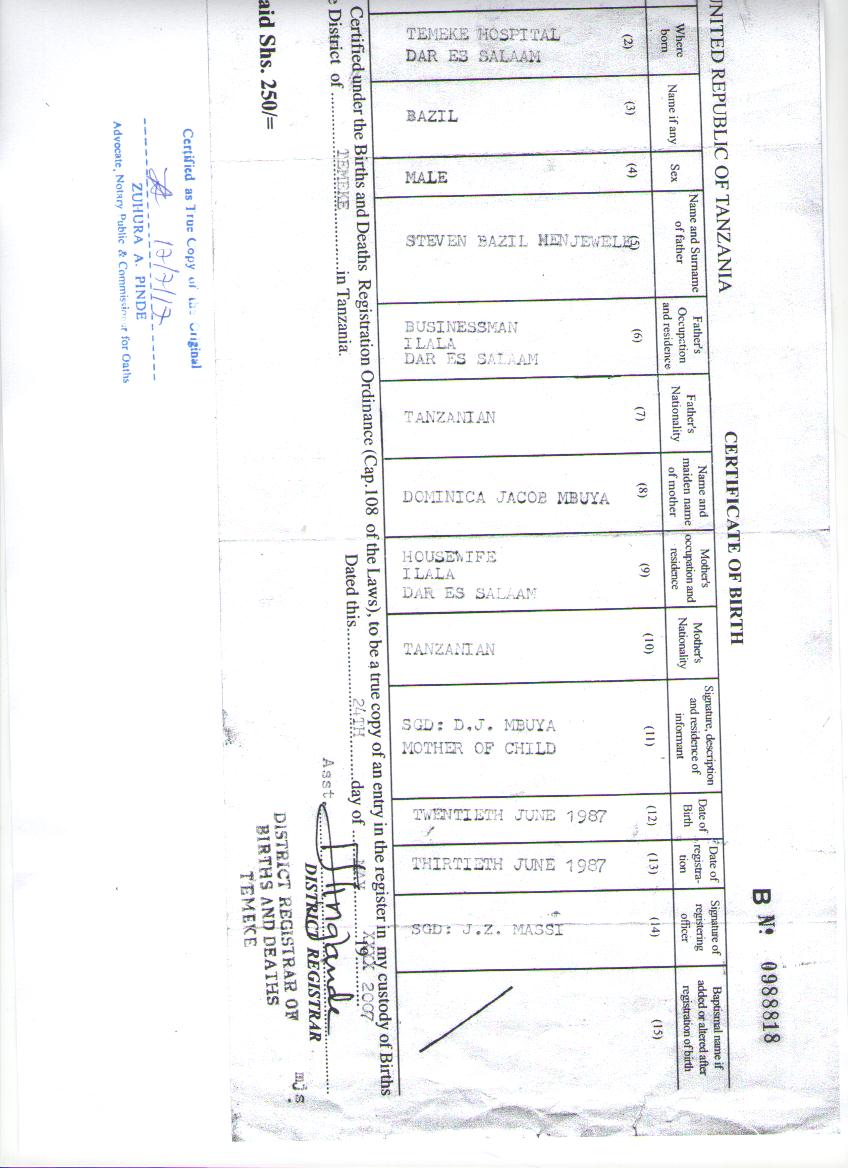 B Nº 0988818
UNITED REPUBLIC OF TANZANIA
CERTIFICATE OF BIRTH
Where
born
(2)
TEMEKE HOSPITAL
DAR ES SALAAM
Name if any
(3)
BAZIL
Sex
(4)
MALE
Name and Surname
of father
(5)
STEVEN BAZIL MENJEWELE
Father's
Occupction
and residence
(6)
BUSINESSMAN
ILALA
DAR ES SALAAM
Father's
Nationality
(7)
TANZANIAN
Name and
maiden name
of mother
(8)
DOMINICA JACOB MBUYA
Mother's
occupation and
residence
(9)
HOUSEWIFE
ILALA
DAR ES SALAAM
Mother's
Nationality
(10)
TANZANIAN
Signature, description
and residence of
informant
(11)
SGD: D.J. MBUYA
MOTHER OF CHILD
Date of
Birth
(12)
TWENTIETH JUNE 1987
Date of
registra-
tion
(13)
THIRTIETH JUNE 1987
Signature of
registering
officer
(14)
SGD: J.Z. MASSI
Baptismal name if
added or altered after
registration of birth
(15)
Certified under the Births and Deaths Registration Ordinance (Cap.108 of the Laws), to be a true copy of an entry in the register in my custody of Births
District of TEMEKE in Tanzania. Dated this 24TH day of MAY 19 XXXX 2007
aid Shs. 250/=
Asst.
DISTRICT REGISTRAR
DISTRICT REGISTRAR OF
BIRTHS AND DEATHS
TEMEKE
mjs.
Certified as True Copy of the Original
12/7/17
ZUHURA A. PINDE
Advocate, Notary Public & Commissioner for Oaths